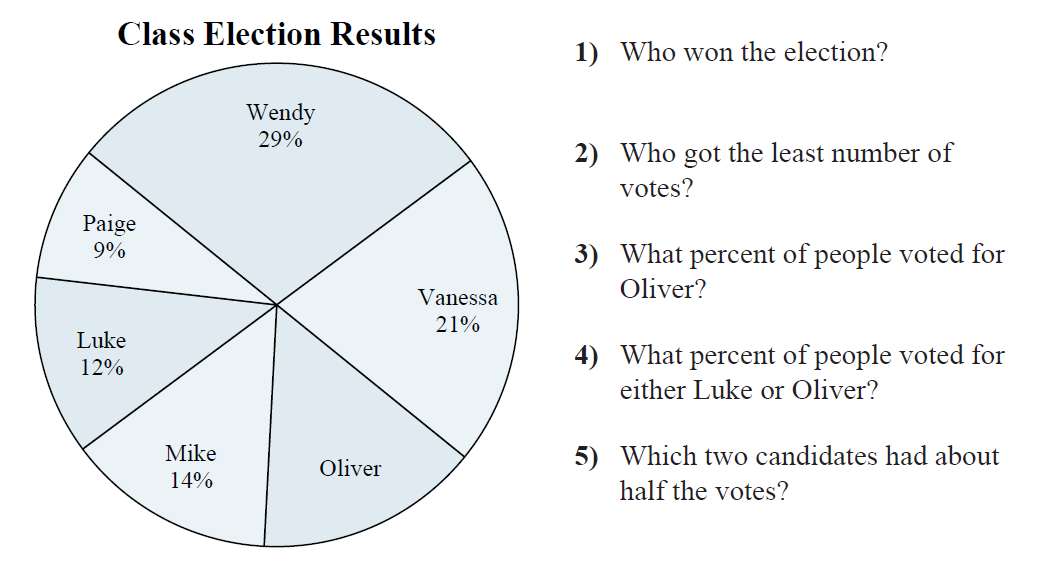 Class Election Results
Wendy
29%
Paige
9%
Vanessa
21%
Luke
12%
Mike
14%
Oliver
1) Who won the election?
2) Who got the least number of
votes?
3) What percent of people voted for
Oliver?
4) What percent of people voted for
either Luke or Oliver?
5) Which two candidates had about
half the votes?